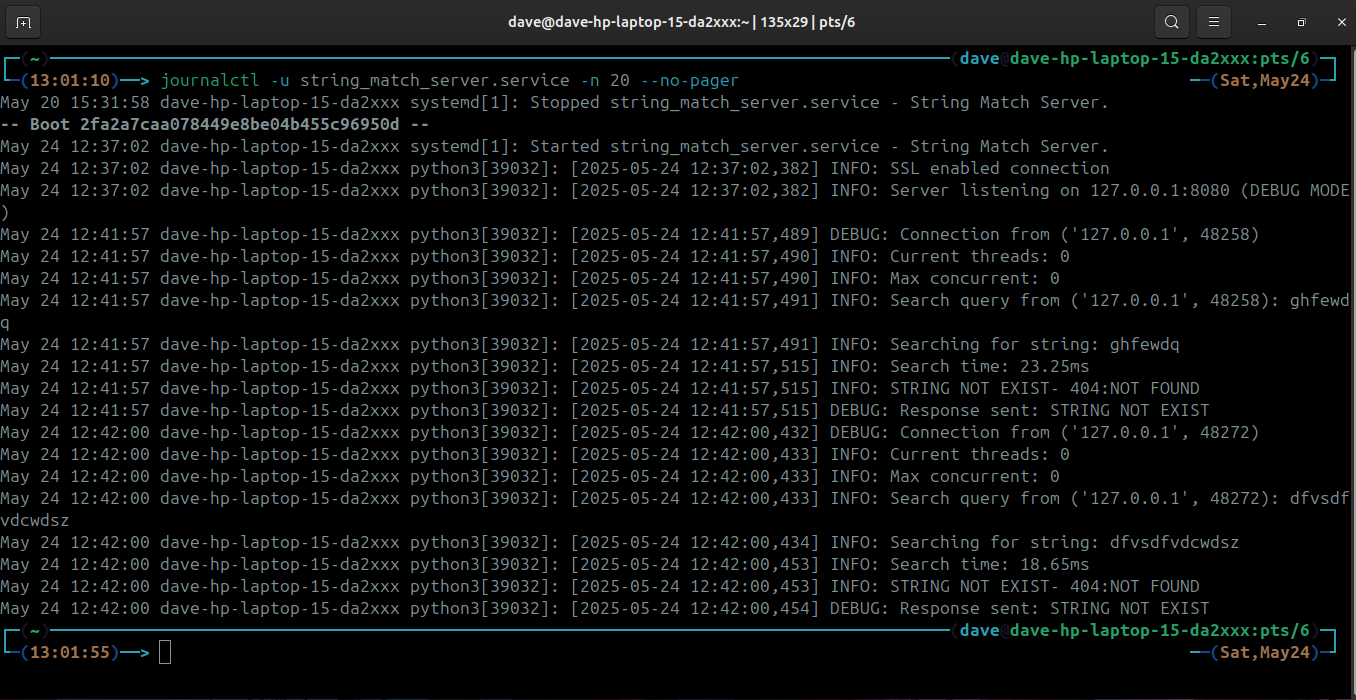 dave@dave-hp-laptop-15-da2xxx:~ | 135x29 | pts/6
(~) (dave@dave-hp-laptop-15-da2xxx:pts/6)
(13:01:10)──> journalctl -u string_match_server.service -n 20 --no-pager ──(Sat,May24)
May 20 15:31:58 dave-hp-laptop-15-da2xxx systemd[1]: Stopped string_match_server.service - String Match Server.
-- Boot 2fa2a7caa078449e8be04b455c96950d --
May 24 12:37:02 dave-hp-laptop-15-da2xxx systemd[1]: Started string_match_server.service - String Match Server.
May 24 12:37:02 dave-hp-laptop-15-da2xxx python3[39032]: [2025-05-24 12:37:02,382] INFO: SSL enabled connection
May 24 12:37:02 dave-hp-laptop-15-da2xxx python3[39032]: [2025-05-24 12:37:02,382] INFO: Server listening on 127.0.0.1:8080 (DEBUG MODE
)
May 24 12:41:57 dave-hp-laptop-15-da2xxx python3[39032]: [2025-05-24 12:41:57,489] DEBUG: Connection from ('127.0.0.1', 48258)
May 24 12:41:57 dave-hp-laptop-15-da2xxx python3[39032]: [2025-05-24 12:41:57,490] INFO: Current threads: 0
May 24 12:41:57 dave-hp-laptop-15-da2xxx python3[39032]: [2025-05-24 12:41:57,490] INFO: Max concurrent: 0
May 24 12:41:57 dave-hp-laptop-15-da2xxx python3[39032]: [2025-05-24 12:41:57,491] INFO: Search query from ('127.0.0.1', 48258): ghfewd
q
May 24 12:41:57 dave-hp-laptop-15-da2xxx python3[39032]: [2025-05-24 12:41:57,491] INFO: Searching for string: ghfewdq
May 24 12:41:57 dave-hp-laptop-15-da2xxx python3[39032]: [2025-05-24 12:41:57,515] INFO: Search time: 23.25ms
May 24 12:41:57 dave-hp-laptop-15-da2xxx python3[39032]: [2025-05-24 12:41:57,515] INFO: STRING NOT EXIST- 404:NOT FOUND
May 24 12:41:57 dave-hp-laptop-15-da2xxx python3[39032]: [2025-05-24 12:41:57,515] DEBUG: Response sent: STRING NOT EXIST
May 24 12:42:00 dave-hp-laptop-15-da2xxx python3[39032]: [2025-05-24 12:42:00,432] DEBUG: Connection from ('127.0.0.1', 48272)
May 24 12:42:00 dave-hp-laptop-15-da2xxx python3[39032]: [2025-05-24 12:42:00,433] INFO: Current threads: 0
May 24 12:42:00 dave-hp-laptop-15-da2xxx python3[39032]: [2025-05-24 12:42:00,433] INFO: Max concurrent: 0
May 24 12:42:00 dave-hp-laptop-15-da2xxx python3[39032]: [2025-05-24 12:42:00,433] INFO: Search query from ('127.0.0.1', 48272): dfvsdf
vdcwdsz
May 24 12:42:00 dave-hp-laptop-15-da2xxx python3[39032]: [2025-05-24 12:42:00,434] INFO: Searching for string: dfvsdfvdcwdsz
May 24 12:42:00 dave-hp-laptop-15-da2xxx python3[39032]: [2025-05-24 12:42:00,453] INFO: Search time: 18.65ms
May 24 12:42:00 dave-hp-laptop-15-da2xxx python3[39032]: [2025-05-24 12:42:00,453] INFO: STRING NOT EXIST- 404:NOT FOUND
May 24 12:42:00 dave-hp-laptop-15-da2xxx python3[39032]: [2025-05-24 12:42:00,454] DEBUG: Response sent: STRING NOT EXIST
(~) (dave@dave-hp-laptop-15-da2xxx:pts/6)
(13:01:55)──> ──(Sat,May24)